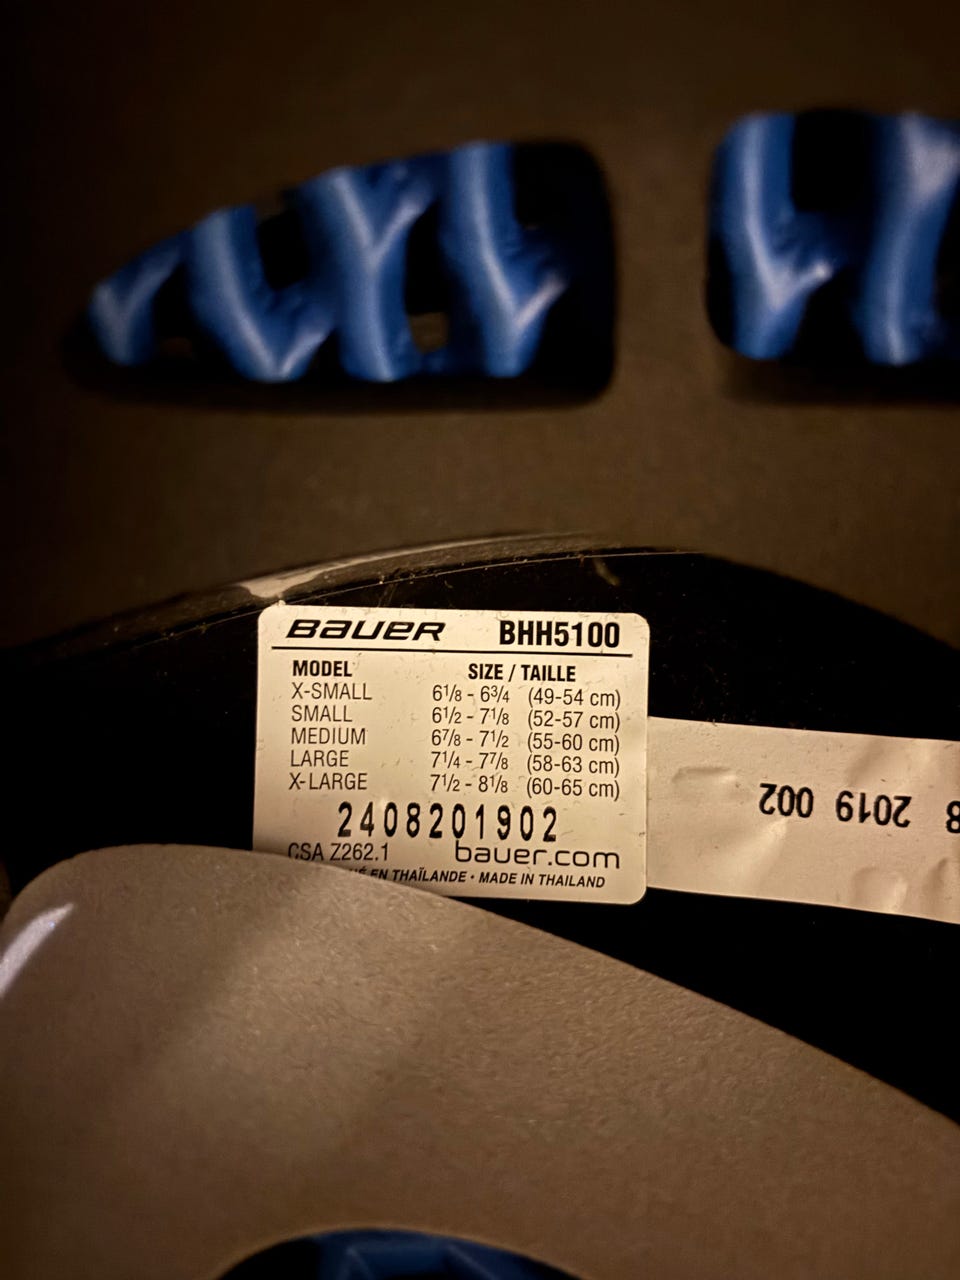 BAUER BHH5100
MODEL SIZE / TAILLE
X-SMALL 6 1/8 - 6 3/4 (49-54 cm)
SMALL 6 1/2 - 7 1/8 (52-57 cm)
MEDIUM 6 7/8 - 7 1/2 (55-60 cm)
LARGE 7 1/4 - 7 7/8 (58-63 cm)
X-LARGE 7 1/2 - 8 1/8 (60-65 cm)
2408201902
CSA Z262.1 bauer.com
EN THAÏLANDE • MADE IN THAILAND
2019 002